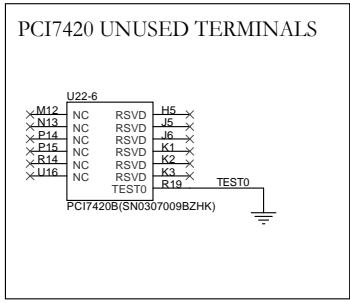 PCI7420 UNUSED TERMINALS
U22-6
M12 NC RSVD H5
N13 NC RSVD J5
P14 NC RSVD J6
P15 NC RSVD K1
R14 NC RSVD K2
U16 NC RSVD K3
TEST0 R19 TEST0
PCI7420B(SN0307009BZHK)